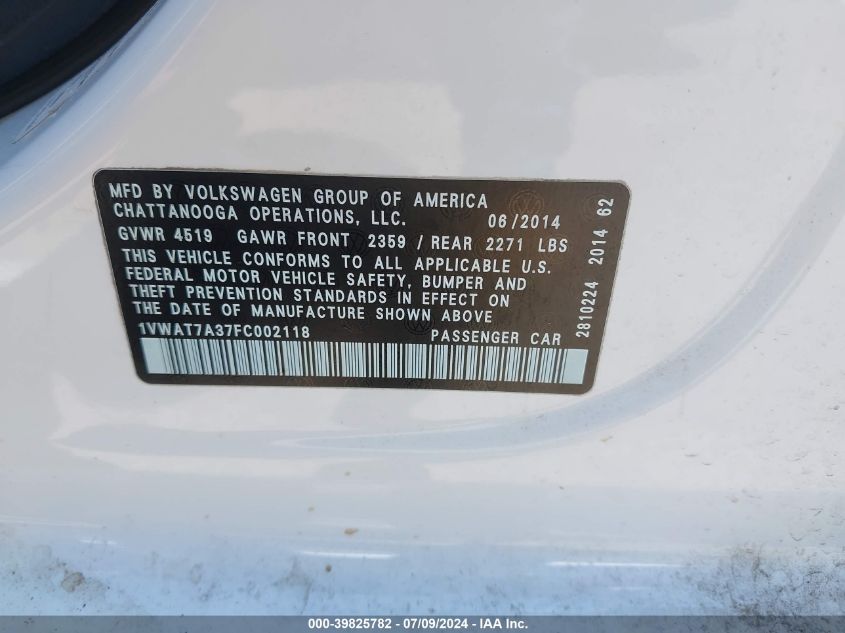 MFD BY VOLKSWAGEN GROUP OF AMERICA
CHATTANOOGA OPERATIONS, LLC. 06/2014
GVWR 4519 GAWR FRONT 2359 / REAR 2271 LBS
THIS VEHICLE CONFORMS TO ALL APPLICABLE U.S.
FEDERAL MOTOR VEHICLE SAFETY, BUMPER AND
THEFT PREVENTION STANDARDS IN EFFECT ON
THE DATE OF MANUFACTURE SHOWN ABOVE
1VWAT7A37FC002118 PASSENGER CAR
2810224 2014 62
000-39825782 - 07/09/2024 - IAA Inc.